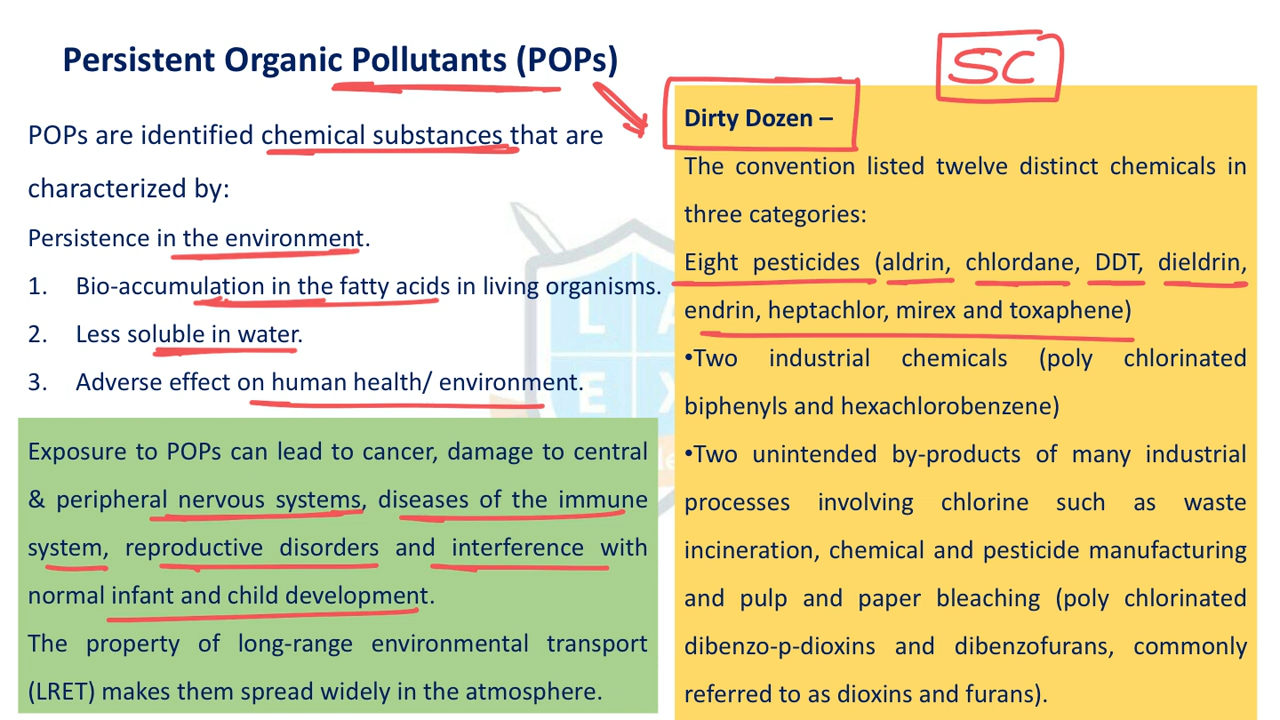 Persistent Organic Pollutants (POPs)
POPs are identified chemical substances that are
characterized by:
Persistence in the environment.
1. Bio-accumulation in the fatty acids in living organisms.
2. Less soluble in water.
3. Adverse effect on human health/ environment.
Exposure to POPs can lead to cancer, damage to central
& peripheral nervous systems, diseases of the immune
system, reproductive disorders and interference with
normal infant and child development.
The property of long-range environmental transport
(LRET) makes them spread widely in the atmosphere.
SC
Dirty Dozen –
The convention listed twelve distinct chemicals in
three categories:
Eight pesticides (aldrin, chlordane, DDT, dieldrin,
endrin, heptachlor, mirex and toxaphene)
•Two industrial chemicals (poly chlorinated
biphenyls and hexachlorobenzene)
•Two unintended by-products of many industrial
processes involving chlorine such as waste
incineration, chemical and pesticide manufacturing
and pulp and paper bleaching (poly chlorinated
dibenzo-p-dioxins and dibenzofurans, commonly
referred to as dioxins and furans).